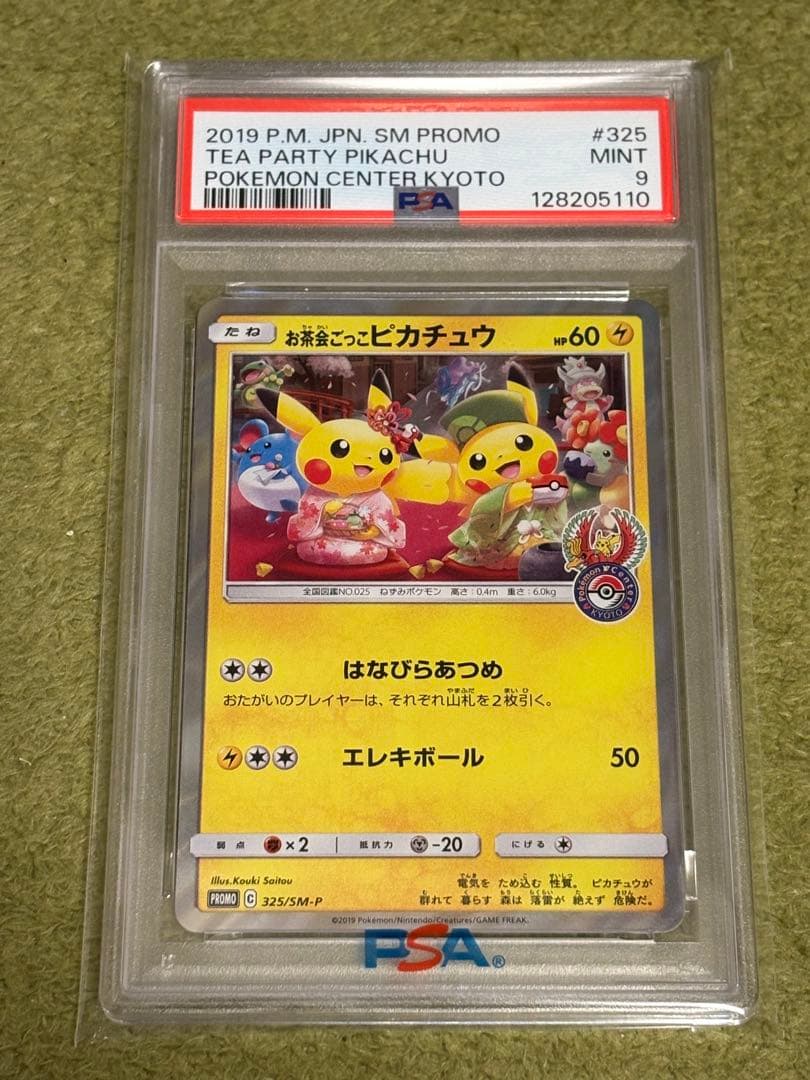 2019 P.M. JPN. SM PROMO #325
TEA PARTY PIKACHU MINT
POKEMON CENTER KYOTO 9
PSA 128205110
たね お茶会ごっこピカチュウ HP60
Pokémon Center
KYOTO
全国図鑑NO.025 ねずみポケモン 高さ:0.4m 重さ:6.0kg
はなびらあつめ
おたがいのプレイヤーは、それぞれ山札を2枚引く。
エレキボール 50
弱点 ×2 抵抗力 -20 にげる
Illus.Kouki Saitou
電気を ため込む 性質。 ピカチュウが
群れて 暮らす 森は 落雷が 絶えず 危険だ。
PROMO C 325/SM-P
©2019 Pokémon/Nintendo/Creatures/GAME FREAK.
PSA®